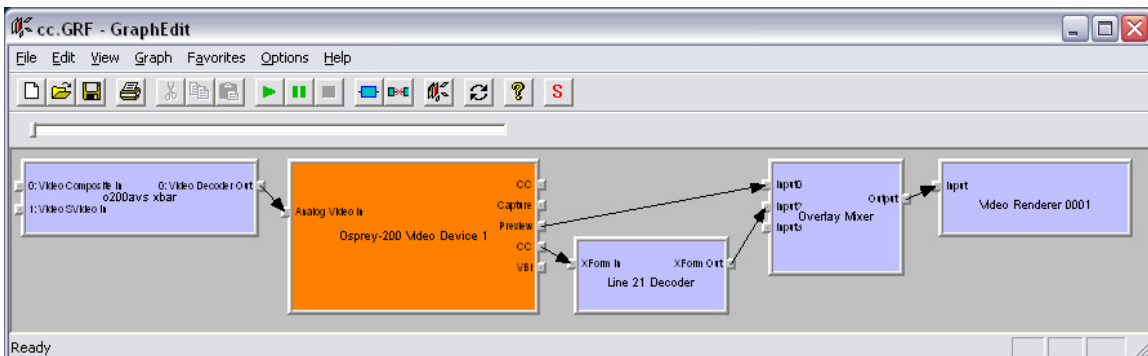 cc.GRF - GraphEdit
File Edit View Graph Favorites Options Help
S
0: Video Composite In 0: Video Decoder Out
o200avs xbar
1: Video SVideo In
Analog Video In
CC
Capture
Preview
Osprey-200 Video Device 1
CC
VBI
XForm In XForm Out
Line 21 Decoder
Input0
Output
Input2
Overlay Mixer
Input3
Input
Video Renderer 0001
Ready